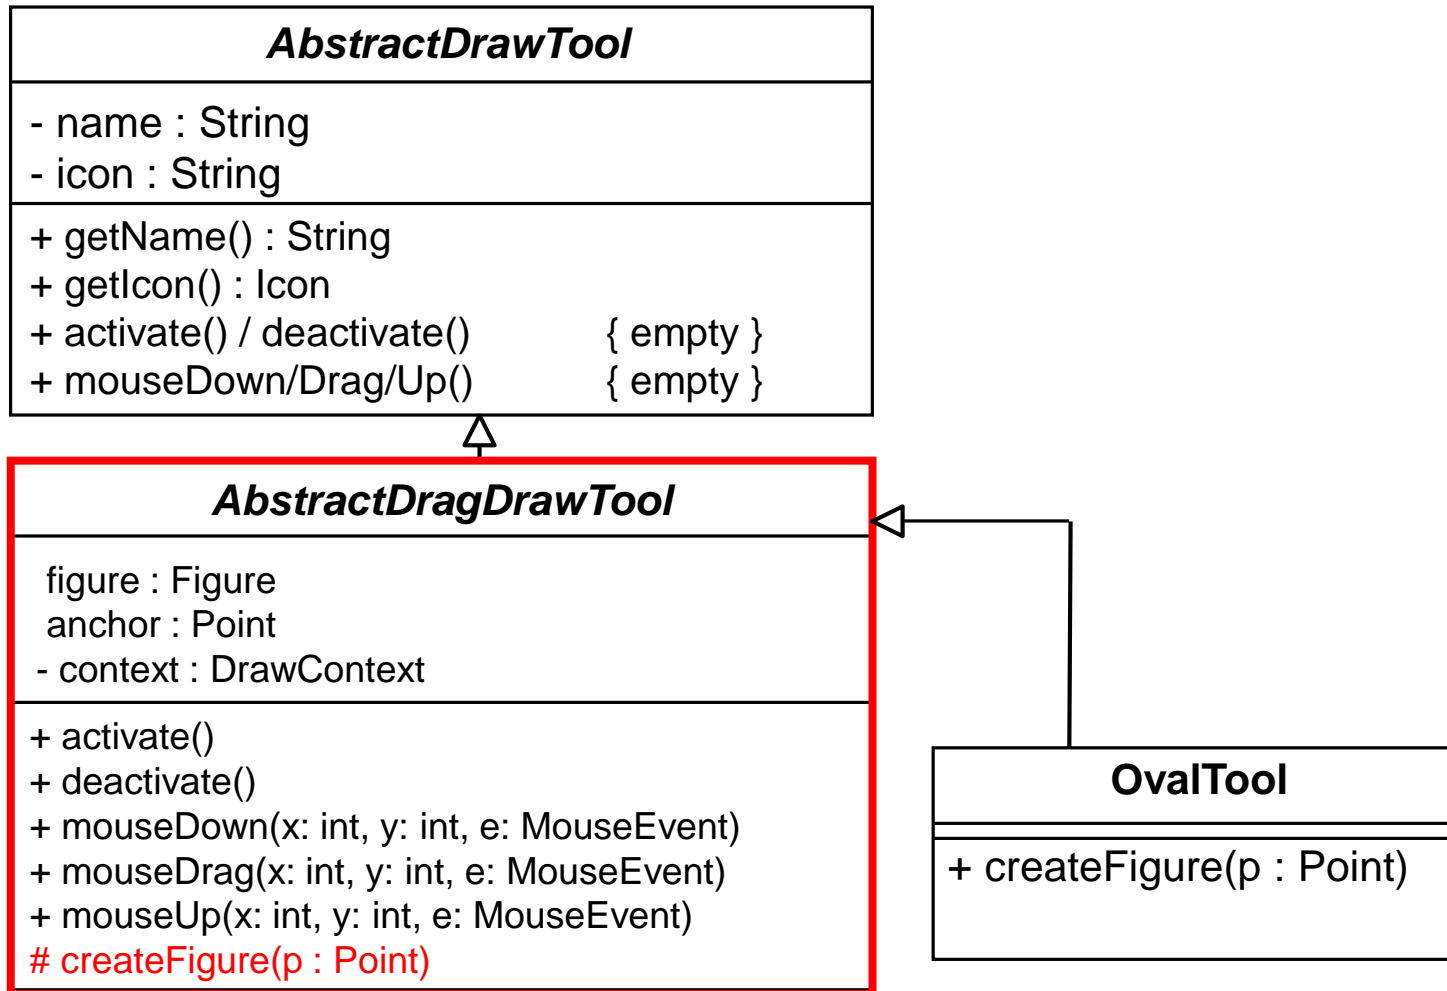 AbstractDrawTool
- name : String
- icon : String
+ getName() : String
+ getIcon() : Icon
+ activate() / deactivate() { empty }
+ mouseDown/Drag/Up() { empty }
AbstractDragDrawTool
figure : Figure
anchor : Point
- context : DrawContext
+ activate()
+ deactivate()
+ mouseDown(x: int, y: int, e: MouseEvent)
+ mouseDrag(x: int, y: int, e: MouseEvent)
+ mouseUp(x: int, y: int, e: MouseEvent)
# createFigure(p : Point)
OvalTool
+ createFigure(p : Point)